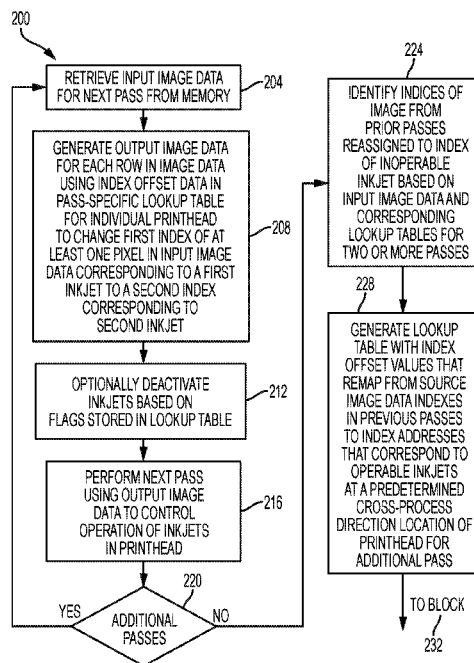 200
RETRIEVE INPUT IMAGE DATA
FOR NEXT PASS FROM MEMORY
204
GENERATE OUTPUT IMAGE DATA
FOR EACH ROW IN IMAGE DATA
USING INDEX OFFSET DATA IN
PASS-SPECIFIC LOOKUP TABLE
FOR INDIVIDUAL PRINTHEAD
TO CHANGE FIRST INDEX OF AT
LEAST ONE PIXEL IN INPUT IMAGE
DATA CORRESPONDING TO A FIRST
INKJET TO A SECOND INDEX
CORRESPONDING TO
SECOND INKJET
208
OPTIONALLY DEACTIVATE
INKJETS BASED ON
FLAGS STORED IN LOOKUP TABLE
212
PERFORM NEXT PASS
USING OUTPUT IMAGE
DATA TO CONTROL
OPERATION OF INKJETS
IN PRINTHEAD
216
220
YES
ADDITIONAL
PASSES
NO
224
IDENTIFY INDICES OF
IMAGE FROM
PRIOR PASSES
REASSIGNED TO INDEX
OF INOPERABLE
INKJET BASED ON
INPUT IMAGE DATA AND
CORRESPONDING
LOOKUP TABLES FOR
TWO OR MORE PASSES
228
GENERATE LOOKUP
TABLE WITH INDEX
OFFSET VALUES THAT
REMAP FROM SOURCE
IMAGE DATA INDEXES
IN PREVIOUS PASSES
TO INDEX ADDRESSES
THAT CORRESPOND TO
OPERABLE INKJETS
AT A PREDETERMINED
CROSS-PROCESS
DIRECTION LOCATION OF
PRINTHEAD FOR
ADDITIONAL PASS
TO BLOCK
232